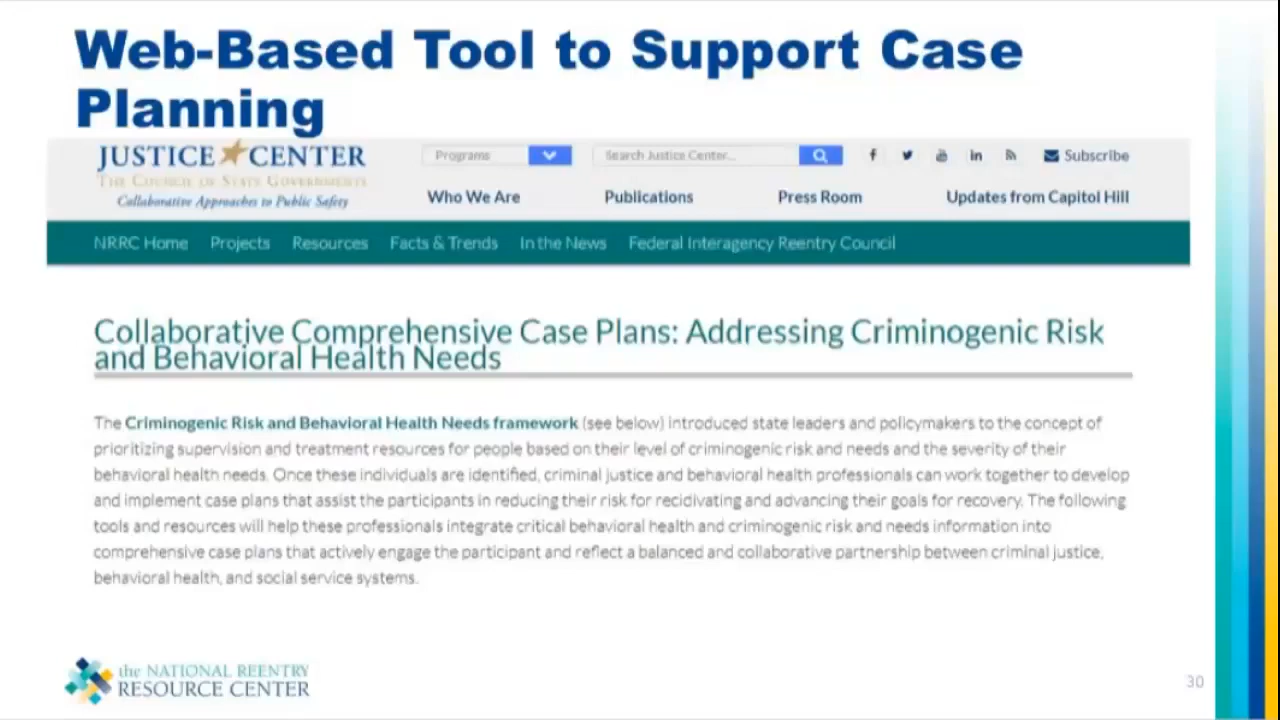 Web-Based Tool to Support Case
Planning
JUSTICE CENTER
THE COUNCIL OF STATE GOVERNMENTS
Collaborative Approaches to Public Safety
Programs
Search Justice Center...
Subscribe
Who We Are
Publications
Press Room
Updates from Capitol Hill
NRRC Home
Projects
Resources
Facts & Trends
In the News
Federal Interagency Reentry Council
Collaborative Comprehensive Case Plans: Addressing Criminogenic Risk
and Behavioral Health Needs
The Criminogenic Risk and Behavioral Health Needs framework (see below) introduced state leaders and policymakers to the concept of
prioritizing supervision and treatment resources for people based on their level of criminogenic risk and needs and the severity of their
behavioral health needs. Once these individuals are identified, criminal justice and behavioral health professionals can work together to develop
and implement case plans that assist the participants in reducing their risk for recidivating and advancing their goals for recovery. The following
tools and resources will help these professionals integrate critical behavioral health and criminogenic risk and needs information into
comprehensive case plans that actively engage the participant and reflect a balanced and collaborative partnership between criminal justice,
behavioral health, and social service systems.
the NATIONAL REENTRY
RESOURCE CENTER
30